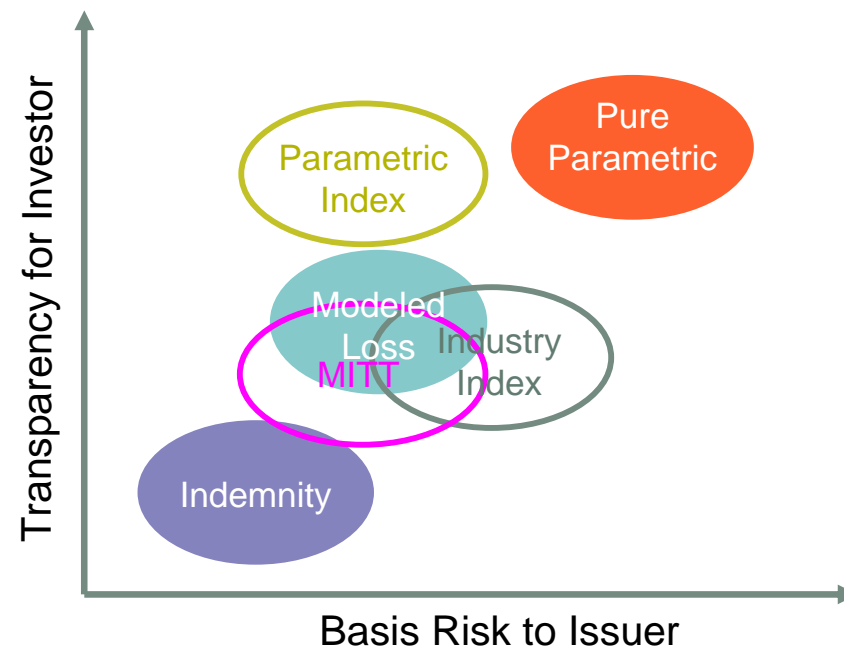 Transparency for Investor
Pure
Parametric
Parametric
Index
Modeled
Loss
Industry
Index
MITT
Indemnity
Basis Risk to Issuer